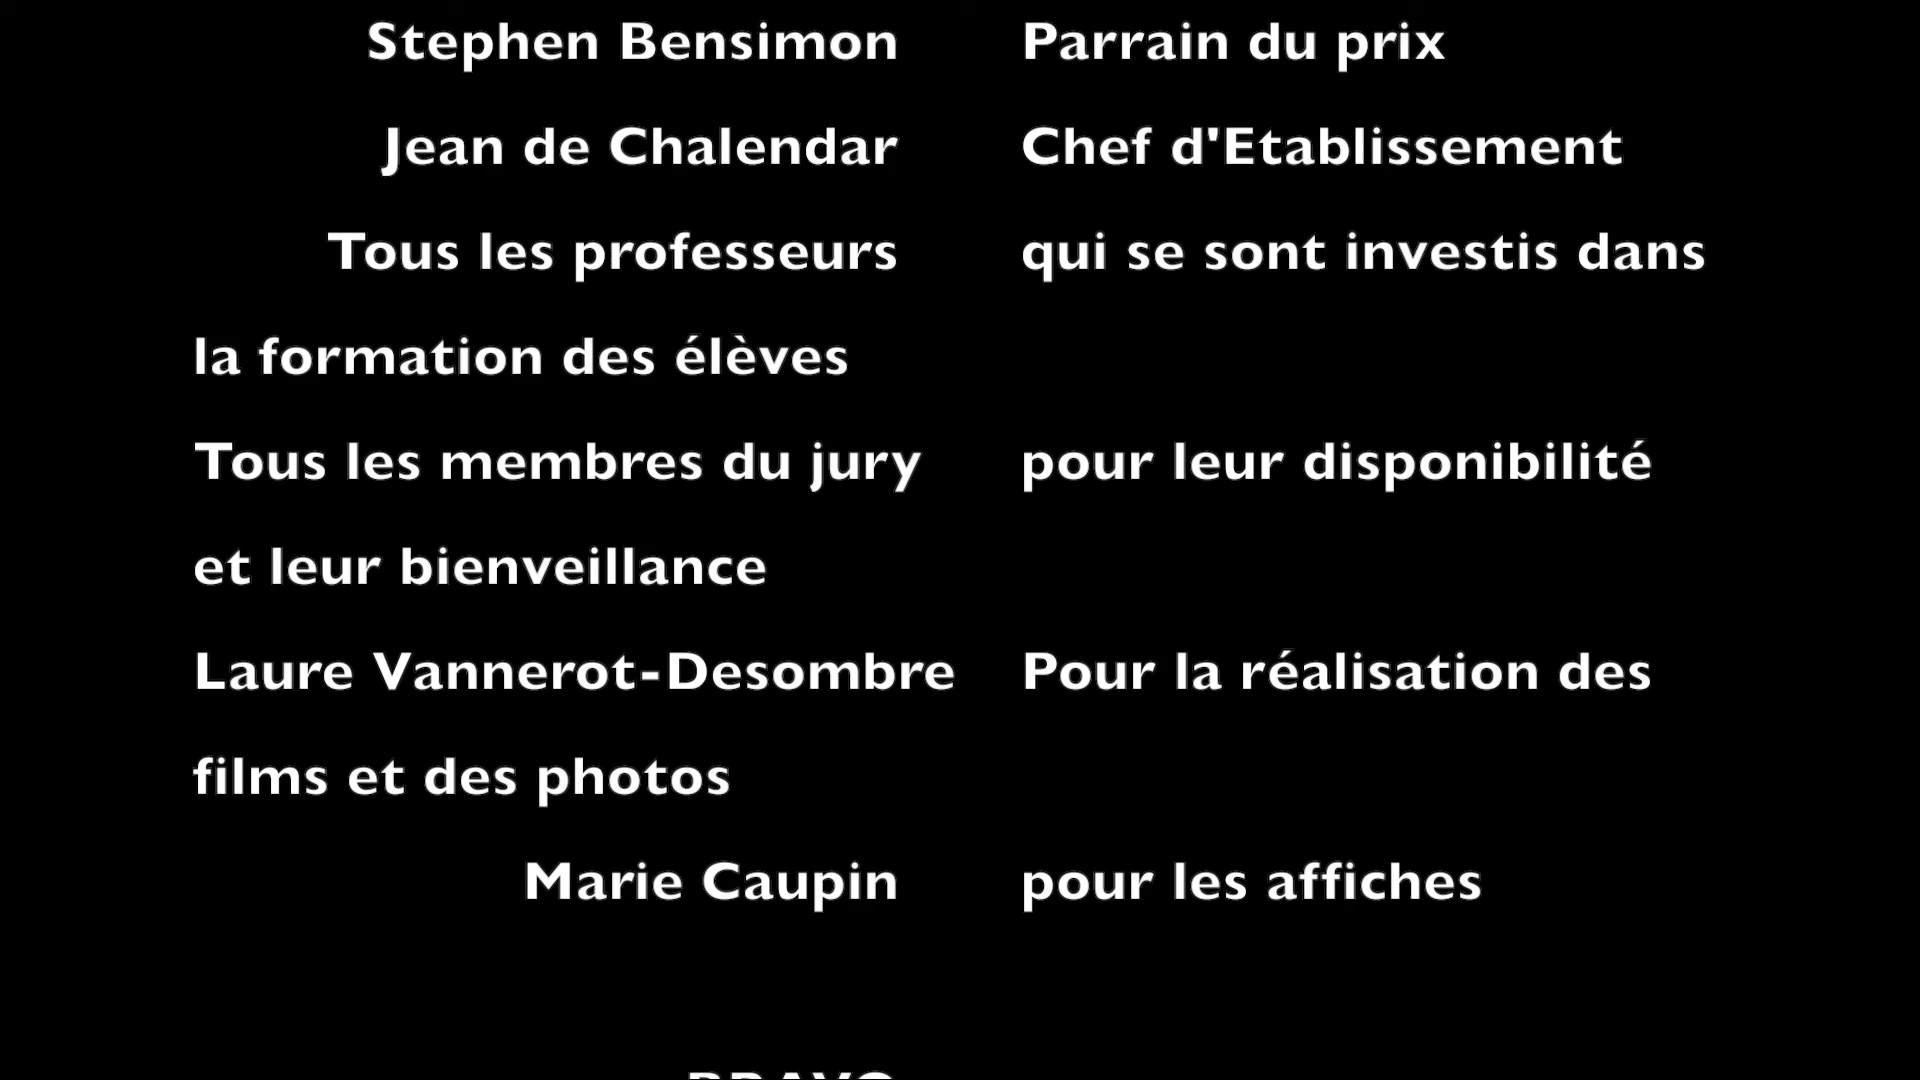 Stephen Bensimon Parrain du prix
Jean de Chalendar Chef d'Etablissement
Tous les professeurs qui se sont investis dans
la formation des élèves
Tous les membres du jury pour leur disponibilité
et leur bienveillance
Laure Vannerot-Desombre Pour la réalisation des
films et des photos
Marie Caupin pour les affiches
BRAVO